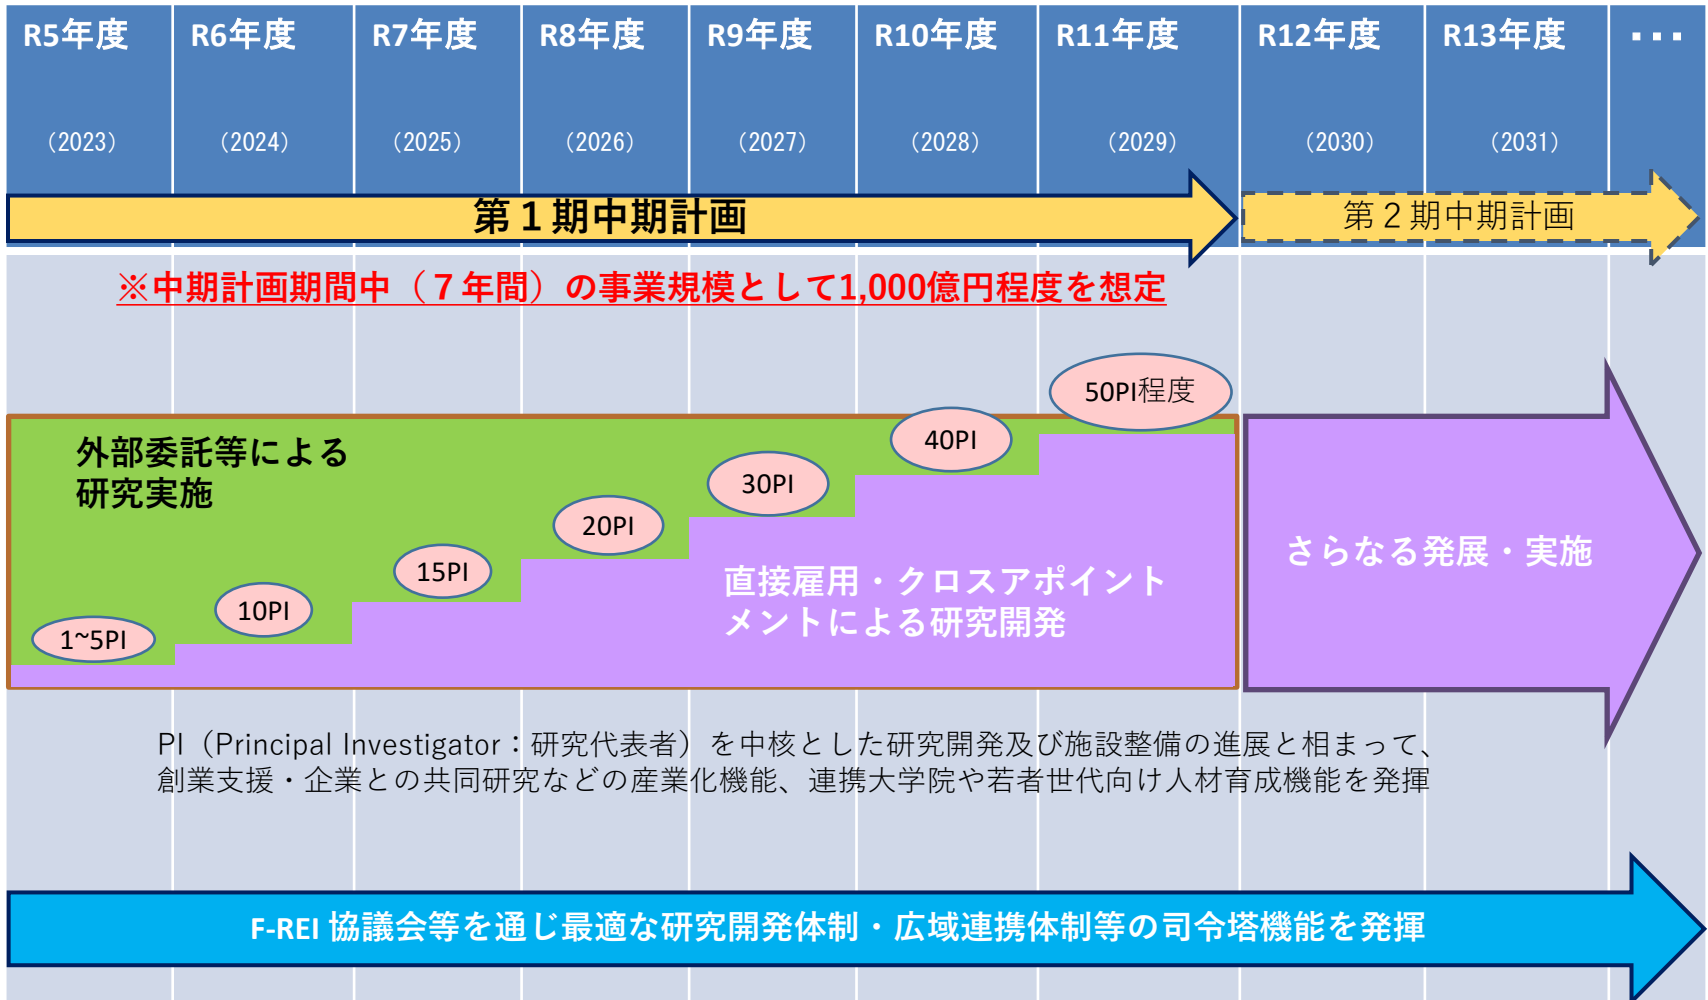 R5年度 R6年度 R7年度 R8年度 R9年度 R10年度 R11年度 R12年度 R13年度 ･･･
（2023） （2024） （2025） （2026） （2027） （2028） （2029） （2030） （2031）
第１期中期計画 第２期中期計画
※中期計画期間中（７年間）の事業規模として1,000億円程度を想定
50PI程度
40PI
30PI
20PI
15PI
10PI
1~5PI
外部委託等による
研究実施
直接雇用・クロスアポイント
メントによる研究開発
さらなる発展・実施
PI（Principal Investigator：研究代表者）を中核とした研究開発及び施設整備の進展と相まって、
創業支援・企業との共同研究などの産業化機能、連携大学院や若者世代向け人材育成機能を発揮
F-REI 協議会等を通じ最適な研究開発体制・広域連携体制等の司令塔機能を発揮